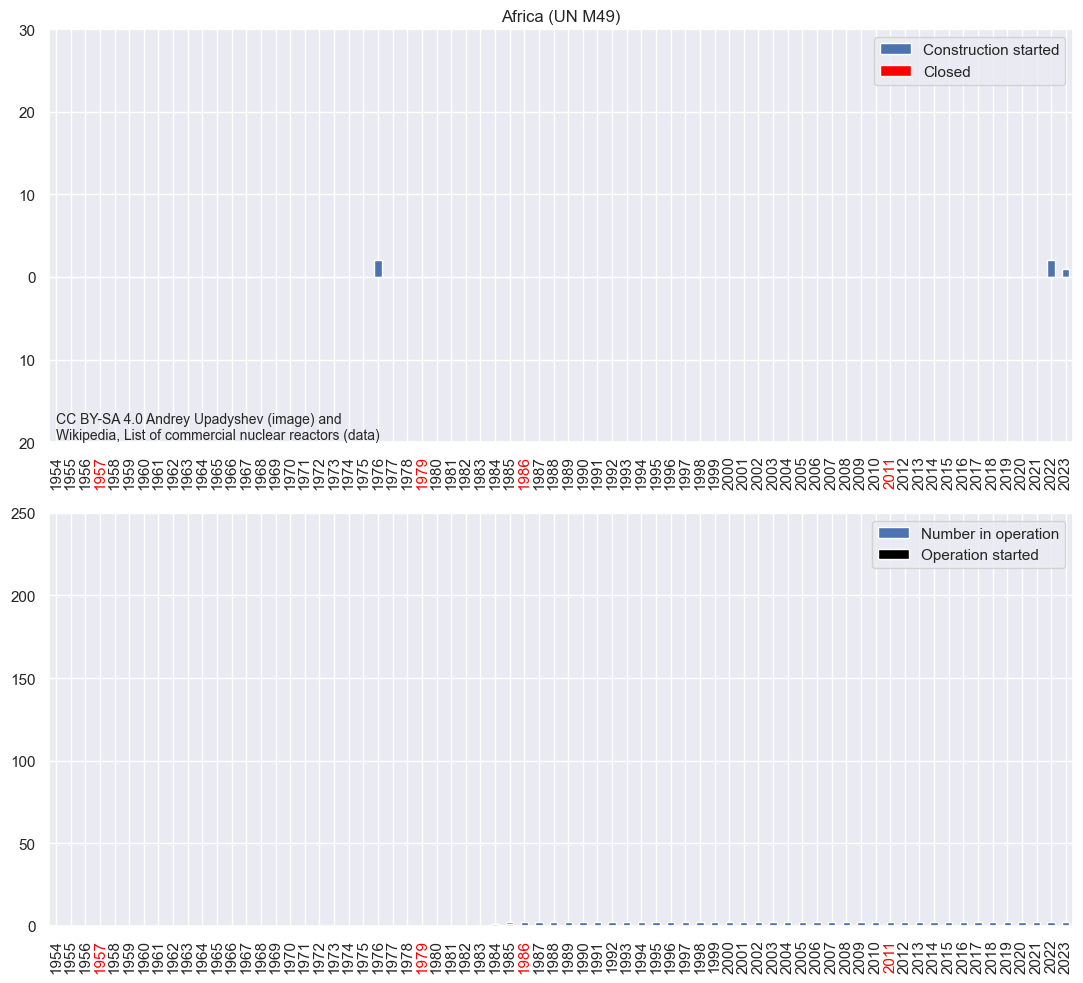 Africa (UN M49)
30
20
10
0
10
20
Construction started
Closed
CC BY-SA 4.0 Andrey Upadyshev (image) and
Wikipedia, List of commercial nuclear reactors (data)
1954 1955 1956 1957 1958 1959 1960 1961 1962 1963 1964 1965 1966 1967 1968 1969 1970 1971 1972 1973 1974 1975 1976 1977 1978 1979 1980 1981 1982 1983 1984 1985 1986 1987 1988 1989 1990 1991 1992 1993 1994 1995 1996 1997 1998 1999 2000 2001 2002 2003 2004 2005 2006 2007 2008 2009 2010 2011 2012 2013 2014 2015 2016 2017 2018 2019 2020 2021 2022 2023
250
200
150
100
50
0
Number in operation
Operation started
1954 1955 1956 1957 1958 1959 1960 1961 1962 1963 1964 1965 1966 1967 1968 1969 1970 1971 1972 1973 1974 1975 1976 1977 1978 1979 1980 1981 1982 1983 1984 1985 1986 1987 1988 1989 1990 1991 1992 1993 1994 1995 1996 1997 1998 1999 2000 2001 2002 2003 2004 2005 2006 2007 2008 2009 2010 2011 2012 2013 2014 2015 2016 2017 2018 2019 2020 2021 2022 2023